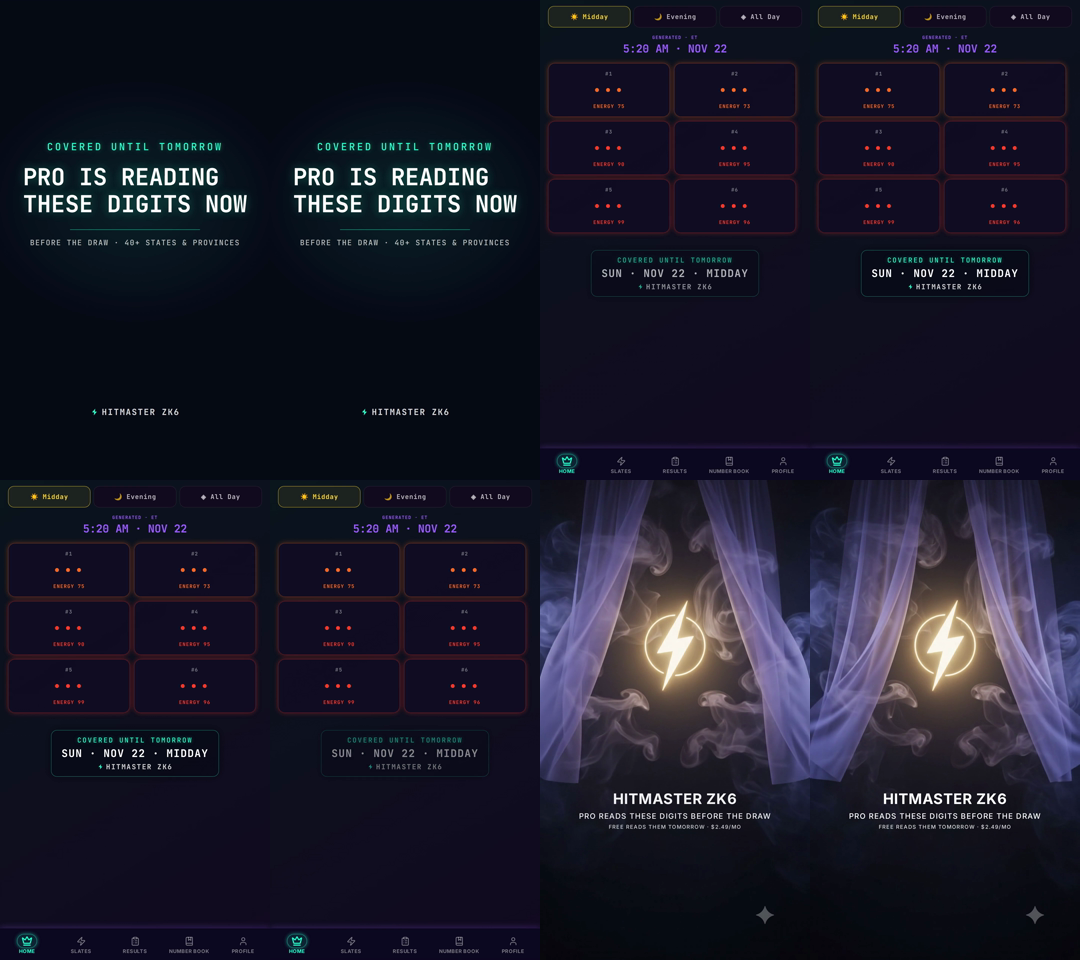 COVERED UNTIL TOMORROW
PRO IS READING
THESE DIGITS NOW
BEFORE THE DRAW · 40+ STATES & PROVINCES
HITMASTER ZK6
COVERED UNTIL TOMORROW
PRO IS READING
THESE DIGITS NOW
BEFORE THE DRAW · 40+ STATES & PROVINCES
HITMASTER ZK6
Midday Evening All Day
GENERATED · ET
5:20 AM · NOV 22
#1 #2
ENERGY 75 ENERGY 73
#3 #4
ENERGY 90 ENERGY 95
#5 #6
ENERGY 99 ENERGY 96
COVERED UNTIL TOMORROW
SUN · NOV 22 · MIDDAY
HITMASTER ZK6
HOME SLATES RESULTS NUMBER BOOK PROFILE
Midday Evening All Day
GENERATED · ET
5:20 AM · NOV 22
#1 #2
ENERGY 75 ENERGY 73
#3 #4
ENERGY 90 ENERGY 95
#5 #6
ENERGY 99 ENERGY 96
COVERED UNTIL TOMORROW
SUN · NOV 22 · MIDDAY
HITMASTER ZK6
HOME SLATES RESULTS NUMBER BOOK PROFILE
Midday Evening All Day
GENERATED · ET
5:20 AM · NOV 22
#1 #2
ENERGY 75 ENERGY 73
#3 #4
ENERGY 90 ENERGY 95
#5 #6
ENERGY 99 ENERGY 96
COVERED UNTIL TOMORROW
SUN · NOV 22 · MIDDAY
HITMASTER ZK6
HOME SLATES RESULTS NUMBER BOOK PROFILE
Midday Evening All Day
GENERATED · ET
5:20 AM · NOV 22
#1 #2
ENERGY 75 ENERGY 73
#3 #4
ENERGY 90 ENERGY 95
#5 #6
ENERGY 99 ENERGY 96
COVERED UNTIL TOMORROW
SUN · NOV 22 · MIDDAY
HITMASTER ZK6
HOME SLATES RESULTS NUMBER BOOK PROFILE
HITMASTER ZK6
PRO READS THESE DIGITS BEFORE THE DRAW
FREE READS THEM TOMORROW · $2.49/MO
HITMASTER ZK6
PRO READS THESE DIGITS BEFORE THE DRAW
FREE READS THEM TOMORROW · $2.49/MO